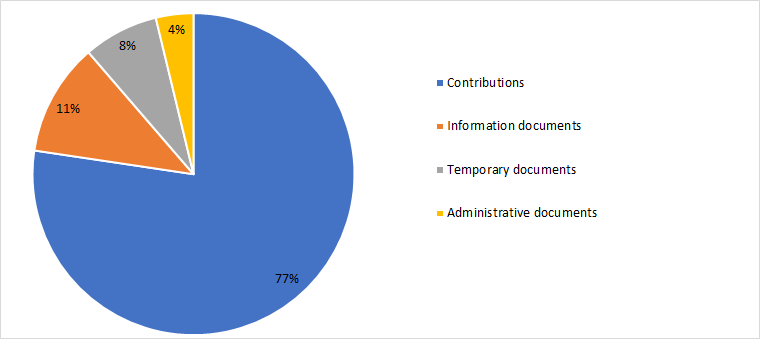 4%
8%
11%
77%
Contributions
Information documents
Temporary documents
Administrative documents